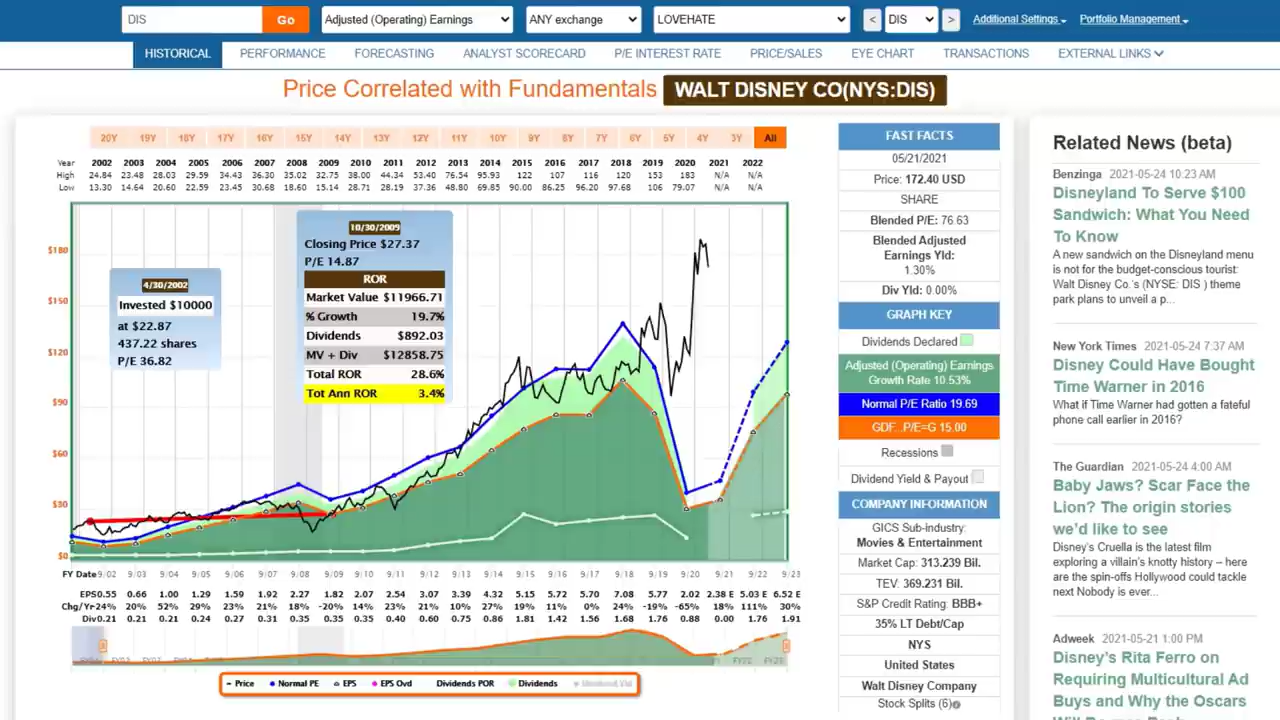 DIS Go Adjusted (Operating) Earnings ANY exchange LOVEHATE < DIS > Additional Settings Portfolio Management
HISTORICAL PERFORMANCE FORECASTING ANALYST SCORECARD P/E INTEREST RATE PRICE/SALES EYE CHART TRANSACTIONS EXTERNAL LINKS
Price Correlated with Fundamentals WALT DISNEY CO(NYS:DIS)
20Y 19Y 18Y 17Y 16Y 15Y 14Y 13Y 12Y 11Y 10Y 9Y 8Y 7Y 6Y 5Y 4Y 3Y All
Year 2002 2003 2004 2005 2006 2007 2008 2009 2010 2011 2012 2013 2014 2015 2016 2017 2018 2019 2020 2021 2022
High 24.84 23.48 28.03 29.59 34.43 36.30 35.02 32.75 38.00 44.34 53.40 76.54 95.93 122 107 116 120 153 183 N/A N/A
Low 13.30 14.64 20.60 22.59 23.45 30.68 18.60 15.14 28.71 28.19 37.36 48.80 69.85 90.00 86.25 96.20 97.68 106 79.07 N/A N/A
$180
$150
$120
$90
$60
$30
$0
4/30/2002
Invested $10000
at $22.87
437.22 shares
P/E 36.82
10/30/2009
Closing Price $27.37
P/E 14.87
ROR
Market Value $11966.71
% Growth 19.7%
Dividends $892.03
MV + Div $12858.75
Total ROR 28.6%
Tot Ann ROR 3.4%
FY Date 9/02 9/03 9/04 9/05 9/06 9/07 9/08 9/09 9/10 9/11 9/12 9/13 9/14 9/15 9/16 9/17 9/18 9/19 9/20 9/21 9/22 9/23
EPS 0.55 0.66 1.00 1.29 1.59 1.92 2.27 1.82 2.07 2.54 3.07 3.39 4.32 5.15 5.72 5.70 7.08 5.77 2.02 2.38 E 5.03 E 6.52 E
Chg/Yr -24% 20% 52% 29% 23% 21% 18% -20% 14% 23% 21% 10% 27% 19% 11% 0% 24% -19% -65% 18% 111% 30%
Div 0.21 0.21 0.21 0.24 0.27 0.31 0.35 0.35 0.35 0.40 0.60 0.75 0.86 1.81 1.42 1.56 1.68 1.76 0.88 0.00 1.76 1.91
Price Normal PE EPS EPS Ovd Dividends POR Dividends
FAST FACTS
05/21/2021
Price: 172.40 USD
SHARE
Blended P/E: 76.63
Blended Adjusted
Earnings Yld:
1.30%
Div Yld: 0.00%
GRAPH KEY
Dividends Declared
Adjusted (Operating) Earnings
Growth Rate 10.53%
Normal P/E Ratio 19.69
GDF...P/E=G 15.00
Recessions
Dividend Yield & Payout
COMPANY INFORMATION
GICS Sub-industry:
Movies & Entertainment
Market Cap: 313.239 Bil.
TEV: 369.231 Bil.
S&P Credit Rating: BBB+
35% LT Debt/Cap
NYS
United States
Walt Disney Company
Stock Splits (6)
Related News (beta)
Benzinga 2021-05-24 10:23 AM
Disneyland To Serve $100
Sandwich: What You Need
To Know
A new sandwich on the Disneyland menu
is not for the budget-conscious tourist:
Walt Disney Co.'s (NYSE: DIS ) theme
park plans to unveil a p...
New York Times 2021-05-24 7:37 AM
Disney Could Have Bought
Time Warner in 2016
What if Time Warner had gotten a fateful
phone call earlier in 2016?
The Guardian 2021-05-24 4:00 AM
Baby Jaws? Scar Face the
Lion? The origin stories
we'd like to see
Disney's Cruella is the latest film
exploring a villain's knotty history – here
are the spin-offs Hollywood could tackle
next Nobody is ever...
Adweek 2021-05-21 1:00 PM
Disney's Rita Ferro on
Requiring Multicultural Ad
Buys and Why the Oscars